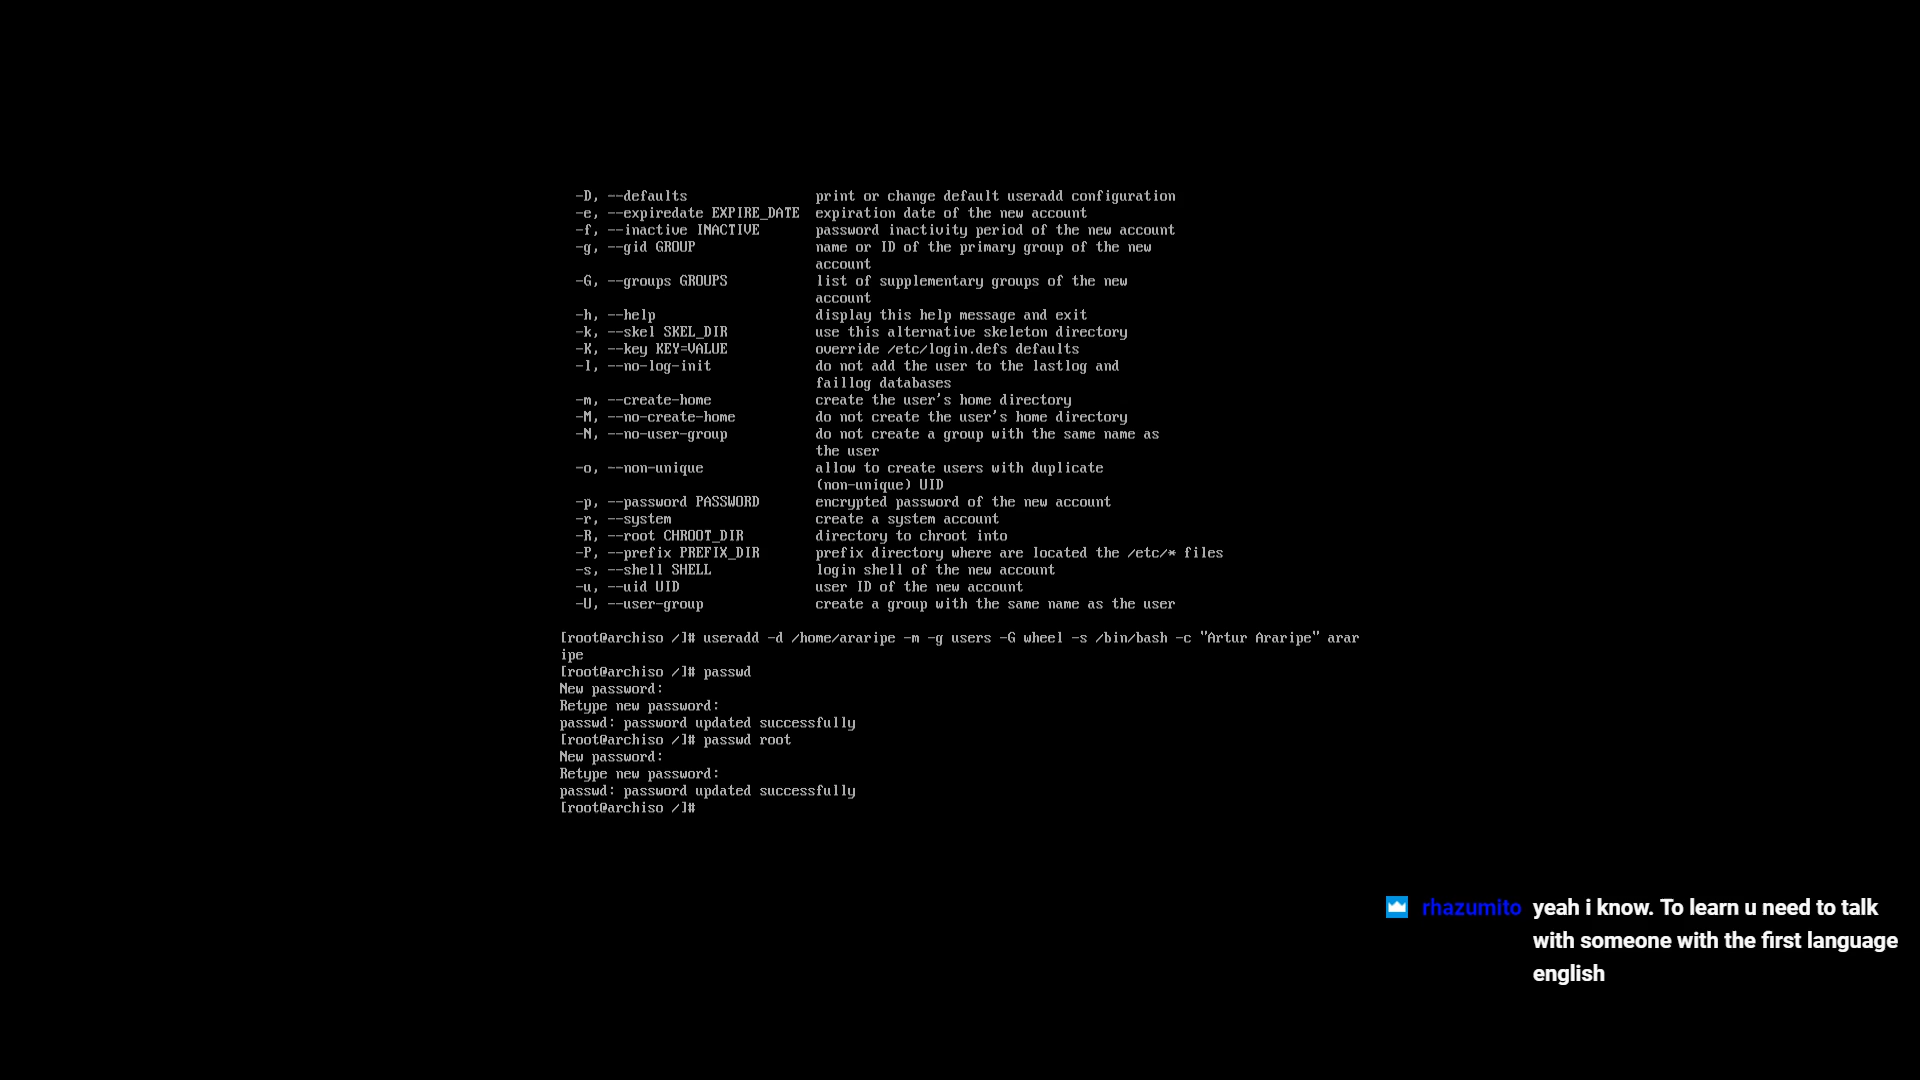 -D, --defaults                print or change default useradd configuration
-e, --expiredate EXPIRE_DATE  expiration date of the new account
-f, --inactive INACTIVE       password inactivity period of the new account
-g, --gid GROUP               name or ID of the primary group of the new
account
-G, --groups GROUPS           list of supplementary groups of the new
account
-h, --help                    display this help message and exit
-k, --skel SKEL_DIR           use this alternative skeleton directory
-K, --key KEY=VALUE           override /etc/login.defs defaults
-l, --no-log-init             do not add the user to the lastlog and
faillog databases
-m, --create-home             create the user's home directory
-M, --no-create-home          do not create the user's home directory
-N, --no-user-group           do not create a group with the same name as
the user
-o, --non-unique              allow to create users with duplicate
(non-unique) UID
-p, --password PASSWORD       encrypted password of the new account
-r, --system                  create a system account
-R, --root CHROOT_DIR         directory to chroot into
-P, --prefix PREFIX_DIR       prefix directory where are located the /etc/* files
-s, --shell SHELL             login shell of the new account
-u, --uid UID                 user ID of the new account
-U, --user-group              create a group with the same name as the user
[root@archiso /]# useradd -d /home/araripe -m -g users -G wheel -s /bin/bash -c "Artur Araripe" arar
ipe
[root@archiso /]# passwd
New password:
Retype new password:
passwd: password updated successfully
[root@archiso /]# passwd root
New password:
Retype new password:
passwd: password updated successfully
[root@archiso /]#
rhazumito yeah i know. To learn u need to talk
with someone with the first language
english